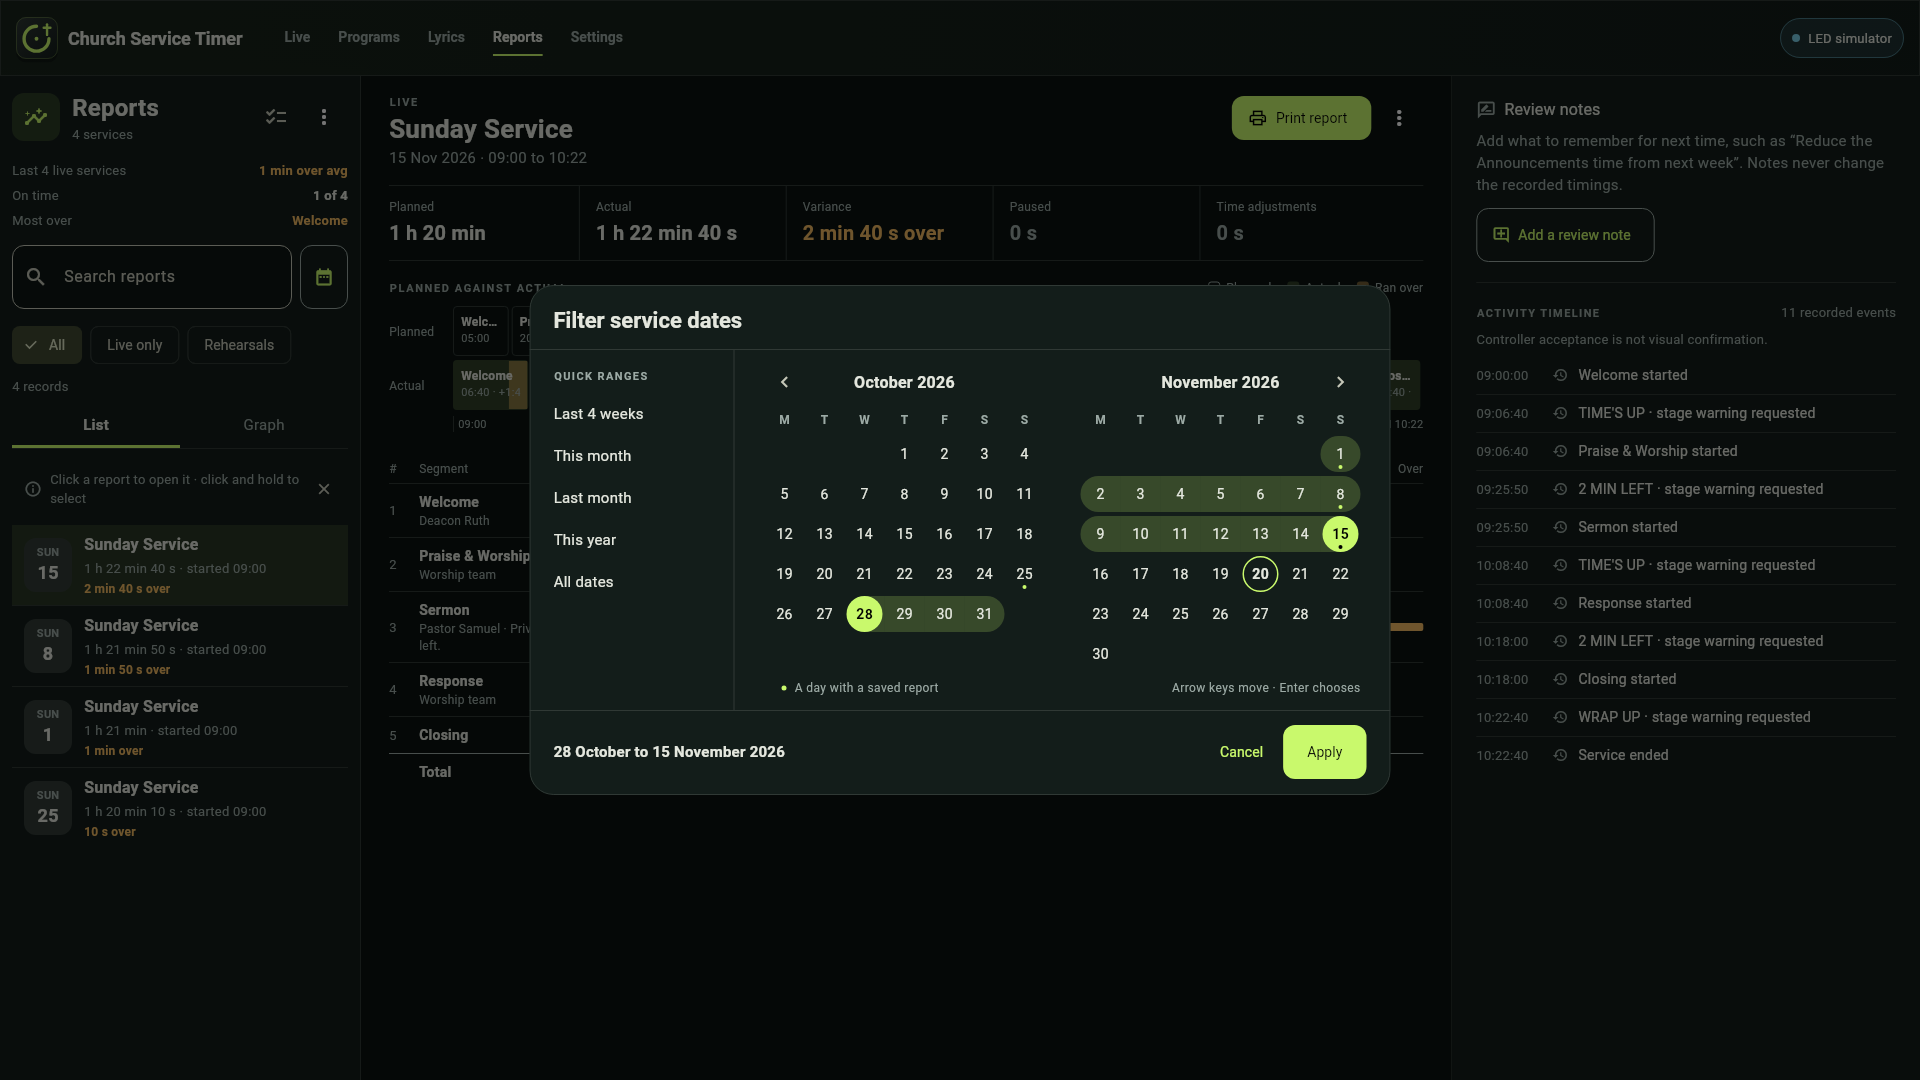 Church Service Timer
Live
Programs
Lyrics
Reports
Settings
LED simulator
Reports
4 services
Last 4 live services
1 min over avg
On time
1 of 4
Most over
Welcome
Search reports
All
Live only
Rehearsals
4 records
List
Graph
Click a report to open it · click and hold to
select
SUN
15
Sunday Service
1 h 22 min 40 s · started 09:00
2 min 40 s over
SUN
8
Sunday Service
1 h 21 min 50 s · started 09:00
1 min 50 s over
SUN
1
Sunday Service
1 h 21 min · started 09:00
1 min over
SUN
25
Sunday Service
1 h 20 min 10 s · started 09:00
10 s over
LIVE
Sunday Service
15 Nov 2026 · 09:00 to 10:22
Print report
Planned
1 h 20 min
Actual
1 h 22 min 40 s
Variance
2 min 40 s over
Paused
0 s
Time adjustments
0 s
PLANNED AGAINST
Ran over
Planned
Welc...
05:00
Actual
Welcome
06:40 · +1:4
09:00
10:22
# Segment
Over
1
Welcome
Deacon Ruth
2
Praise & Worship
Worship team
3
Sermon
Pastor Samuel ·
left.
4
Response
Worship team
5
Closing
Total
Filter service dates
QUICK RANGES
Last 4 weeks
This month
Last month
This year
All dates
October 2026
M T W T F S S
1 2 3 4
5 6 7 8 9 10 11
12 13 14 15 16 17 18
19 20 21 22 23 24 25
26 27 28 29 30 31
November 2026
M T W T F S S
1
2 3 4 5 6 7 8
9 10 11 12 13 14 15
16 17 18 19 20 21 22
23 24 25 26 27 28 29
30
A day with a saved report
Arrow keys move · Enter chooses
28 October to 15 November 2026
Cancel
Apply
Review notes
Add what to remember for next time, such as “Reduce the
Announcements time from next week”. Notes never change
the recorded timings.
Add a review note
ACTIVITY TIMELINE
11 recorded events
Controller acceptance is not visual confirmation.
09:00:00 Welcome started
09:06:40 TIME'S UP · stage warning requested
09:06:40 Praise & Worship started
09:25:50 2 MIN LEFT · stage warning requested
09:25:50 Sermon started
10:08:40 TIME'S UP · stage warning requested
10:08:40 Response started
10:18:00 2 MIN LEFT · stage warning requested
10:18:00 Closing started
10:22:40 WRAP UP · stage warning requested
10:22:40 Service ended